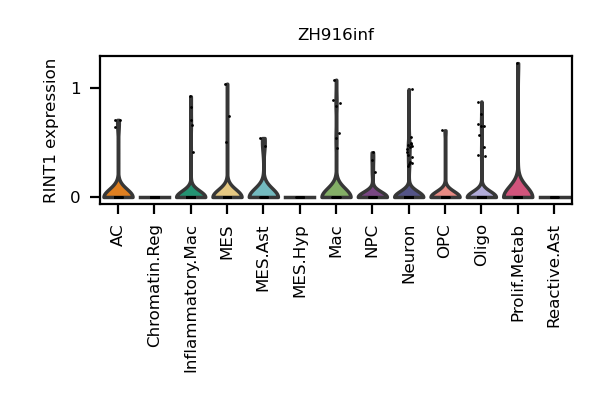 ZH916inf
RINT1 expression
1
0
AC
Chromatin.Reg
Inflammatory.Mac
MES
MES.Ast
MES.Hyp
Mac
NPC
Neuron
OPC
Oligo
Prolif.Metab
Reactive.Ast